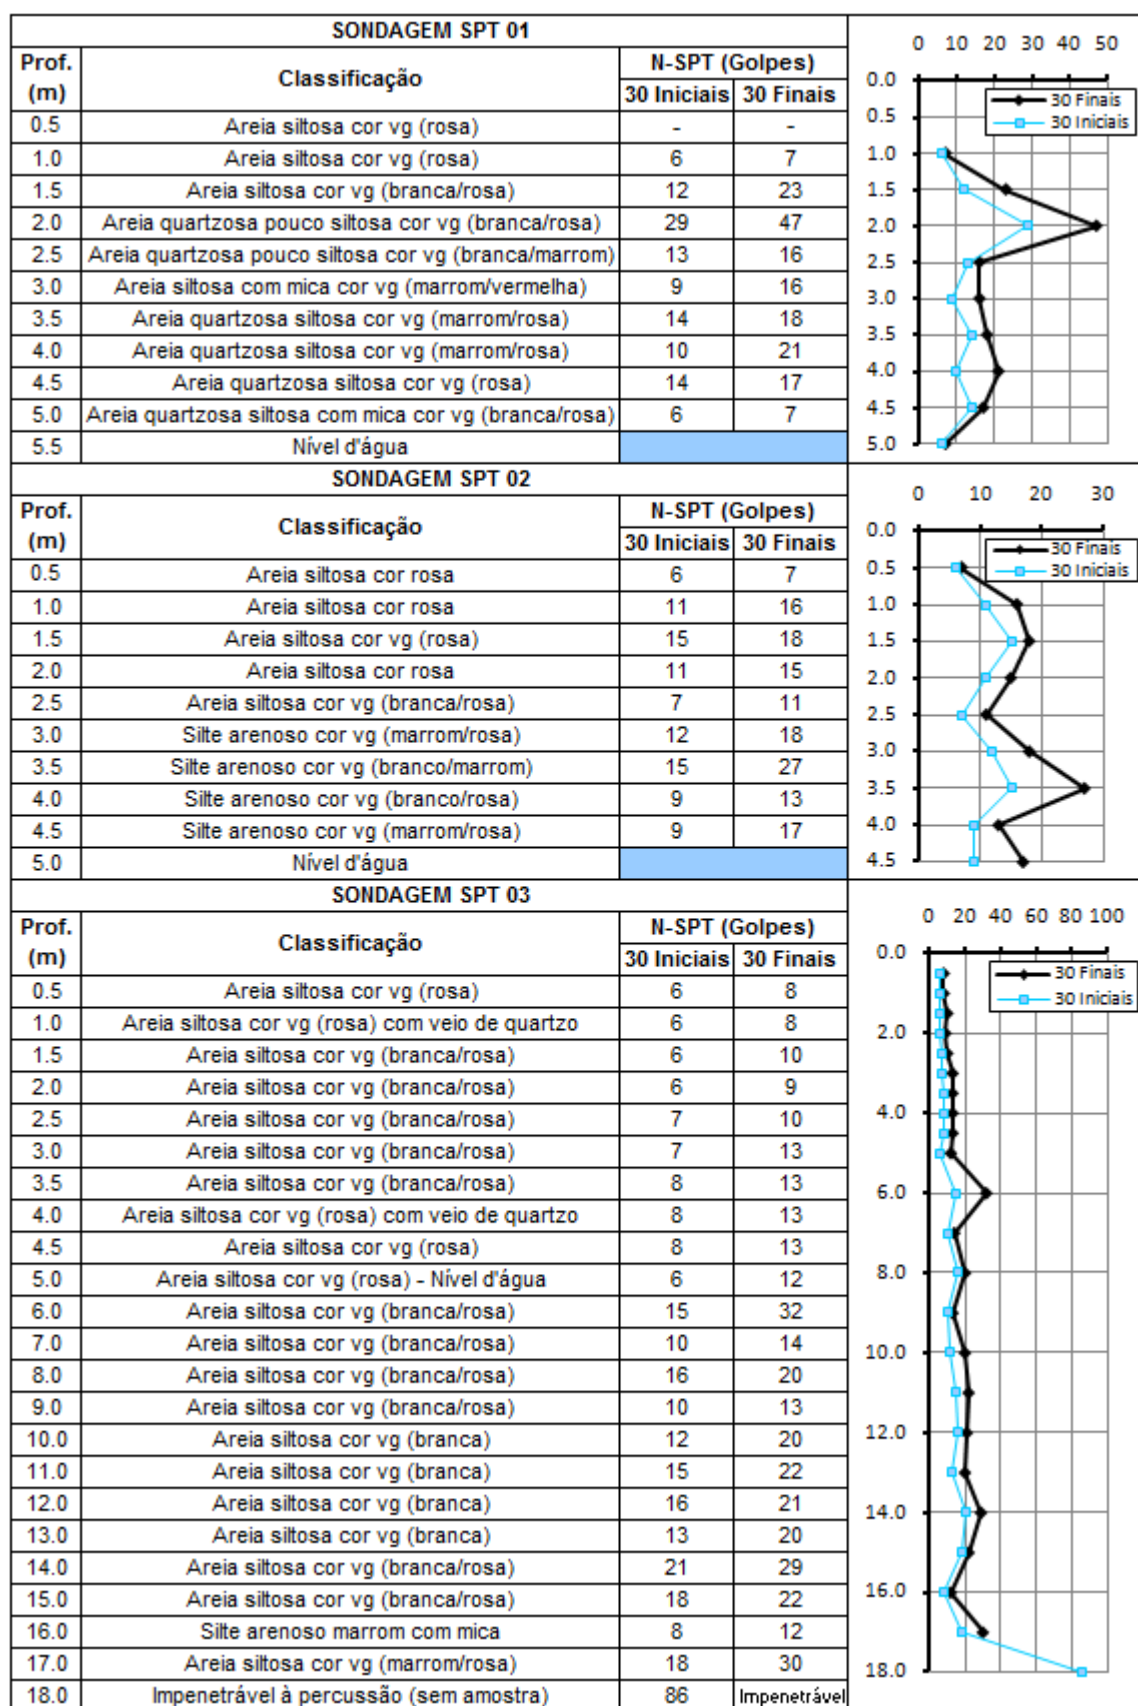 SONDAGEM SPT 01
Prof. (m) Classificação N-SPT (Golpes)
30 Iniciais 30 Finais
0.5 Areia siltosa cor vg (rosa) - -
1.0 Areia siltosa cor vg (rosa) 6 7
1.5 Areia siltosa cor vg (branca/rosa) 12 23
2.0 Areia quartzosa pouco siltosa cor vg (branca/rosa) 29 47
2.5 Areia quartzosa pouco siltosa cor vg (branca/marrom) 13 16
3.0 Areia siltosa com mica cor vg (marrom/vermelha) 9 16
3.5 Areia quartzosa siltosa cor vg (marrom/rosa) 14 18
4.0 Areia quartzosa siltosa cor vg (marrom/rosa) 10 21
4.5 Areia quartzosa siltosa cor vg (rosa) 14 17
5.0 Areia quartzosa siltosa com mica cor vg (branca/rosa) 6 7
5.5 Nível d'água
0 10 20 30 40 50
0.0
0.5
1.0
1.5
2.0
2.5
3.0
3.5
4.0
4.5
5.0
30 Finais
30 Iniciais
SONDAGEM SPT 02
Prof. (m) Classificação N-SPT (Golpes)
30 Iniciais 30 Finais
0.5 Areia siltosa cor rosa 6 7
1.0 Areia siltosa cor rosa 11 16
1.5 Areia siltosa cor vg (rosa) 15 18
2.0 Areia siltosa cor rosa 11 15
2.5 Areia siltosa cor vg (branca/rosa) 7 11
3.0 Silte arenoso cor vg (marrom/rosa) 12 18
3.5 Silte arenoso cor vg (branco/marrom) 15 27
4.0 Silte arenoso cor vg (branco/rosa) 9 13
4.5 Silte arenoso cor vg (marrom/rosa) 9 17
5.0 Nível d'água
0 10 20 30
0.0
0.5
1.0
1.5
2.0
2.5
3.0
3.5
4.0
4.5
30 Finais
30 Iniciais
SONDAGEM SPT 03
Prof. (m) Classificação N-SPT (Golpes)
30 Iniciais 30 Finais
0.5 Areia siltosa cor vg (rosa) 6 8
1.0 Areia siltosa cor vg (rosa) com veio de quartzo 6 8
1.5 Areia siltosa cor vg (branca/rosa) 6 10
2.0 Areia siltosa cor vg (branca/rosa) 6 9
2.5 Areia siltosa cor vg (branca/rosa) 7 10
3.0 Areia siltosa cor vg (branca/rosa) 7 13
3.5 Areia siltosa cor vg (branca/rosa) 8 13
4.0 Areia siltosa cor vg (rosa) com veio de quartzo 8 13
4.5 Areia siltosa cor vg (rosa) 8 13
5.0 Areia siltosa cor vg (rosa) - Nível d'água 6 12
6.0 Areia siltosa cor vg (branca/rosa) 15 32
7.0 Areia siltosa cor vg (branca/rosa) 10 14
8.0 Areia siltosa cor vg (branca/rosa) 16 20
9.0 Areia siltosa cor vg (branca/rosa) 10 13
10.0 Areia siltosa cor vg (branca) 12 20
11.0 Areia siltosa cor vg (branca) 15 22
12.0 Areia siltosa cor vg (branca) 16 21
13.0 Areia siltosa cor vg (branca) 13 20
14.0 Areia siltosa cor vg (branca/rosa) 21 29
15.0 Areia siltosa cor vg (branca/rosa) 18 22
16.0 Silte arenoso marrom com mica 8 12
17.0 Areia siltosa cor vg (marrom/rosa) 18 30
18.0 Impenetrável à percussão (sem amostra) 86 Impenetrável
0 20 40 60 80 100
0.0
2.0
4.0
6.0
8.0
10.0
12.0
14.0
16.0
18.0
30 Finais
30 Iniciais